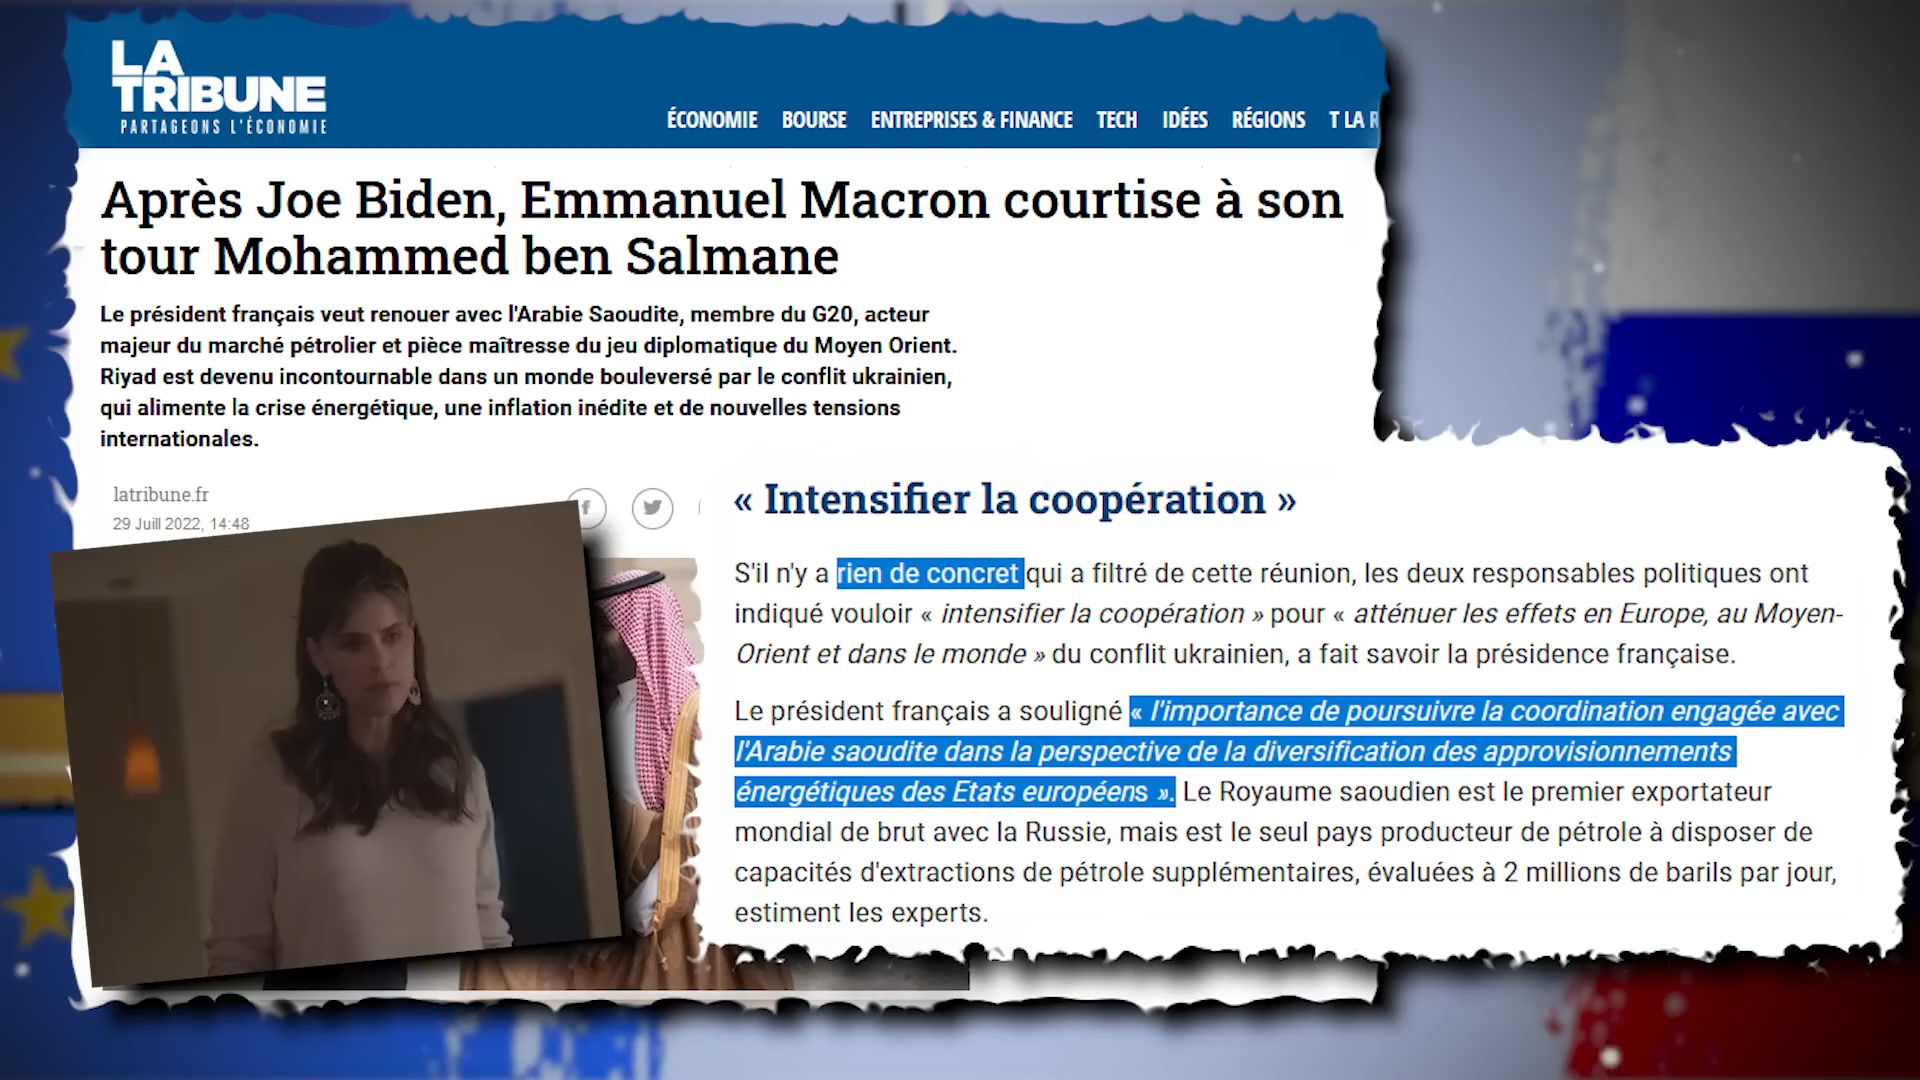 LA
TRIBUNE
PARTAGEONS L'ÉCONOMIE
ÉCONOMIE BOURSE ENTREPRISES & FINANCE TECH IDÉES RÉGIONS T LA
Après Joe Biden, Emmanuel Macron courtise à son
tour Mohammed ben Salmane
Le président français veut renouer avec l'Arabie Saoudite, membre du G20, acteur
majeur du marché pétrolier et pièce maîtresse du jeu diplomatique du Moyen Orient.
Riyad est devenu incontournable dans un monde bouleversé par le conflit ukrainien,
qui alimente la crise énergétique, une inflation inédite et de nouvelles tensions
internationales.
latribune.fr
29 Juill 2022, 14:48
« Intensifier la coopération »
S'il n'y a rien de concret qui a filtré de cette réunion, les deux responsables politiques ont
indiqué vouloir « intensifier la coopération » pour « atténuer les effets en Europe, au Moyen-
Orient et dans le monde » du conflit ukrainien, a fait savoir la présidence française.
Le président français a souligné « l'importance de poursuivre la coordination engagée avec
l'Arabie saoudite dans la perspective de la diversification des approvisionnements
énergétiques des Etats européens ». Le Royaume saoudien est le premier exportateur
mondial de brut avec la Russie, mais est le seul pays producteur de pétrole à disposer de
capacités d'extractions de pétrole supplémentaires, évaluées à 2 millions de barils par jour,
estiment les experts.